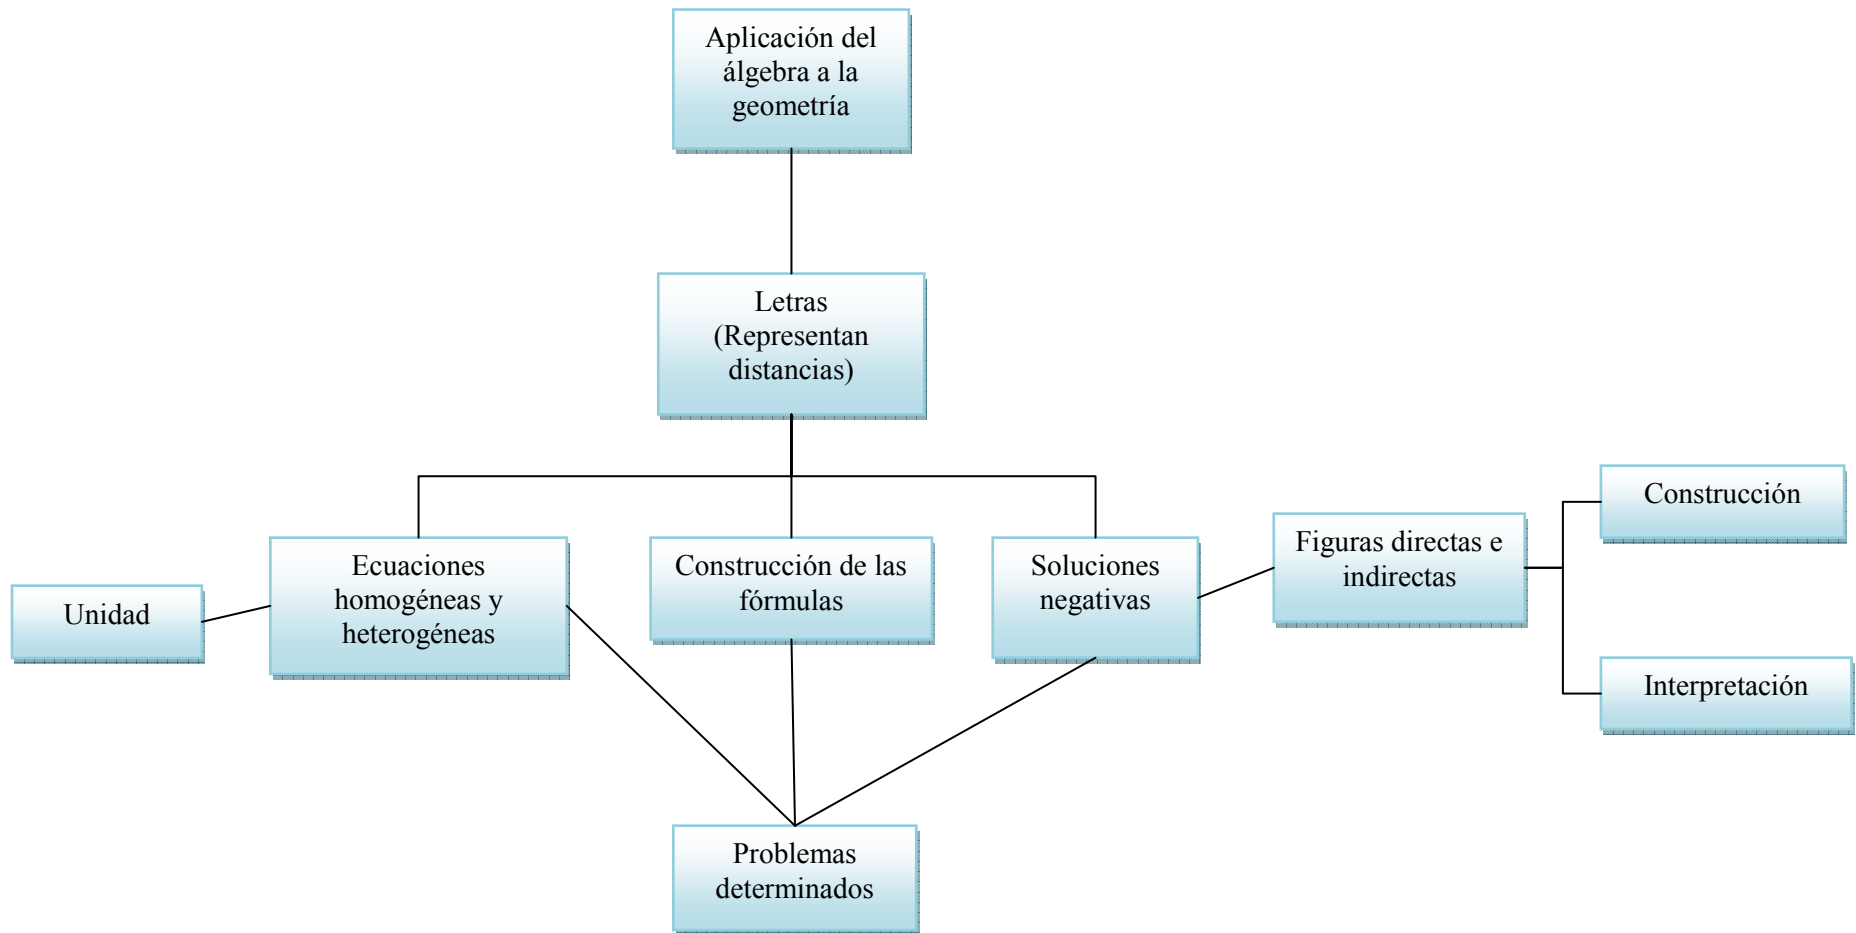 Aplicación del
álgebra a la
geometría
Letras
(Representan
distancias)
Unidad
Ecuaciones
homogéneas y
heterogéneas
Construcción de las
fórmulas
Soluciones
negativas
Figuras directas e
indirectas
Construcción
Interpretación
Problemas
determinados